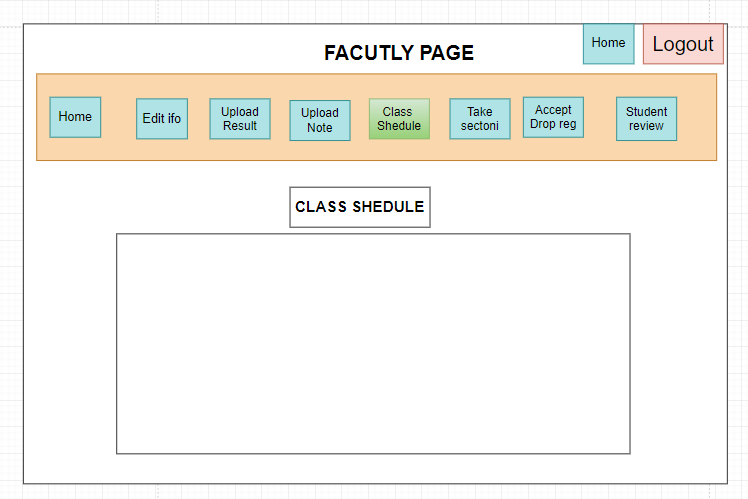 Home
Logout
FACUTLY PAGE
Home
Edit ifo
Upload
Result
Upload
Note
Class
Shedule
Take
sectoni
Accept
Drop reg
Student
review
CLASS SHEDULE